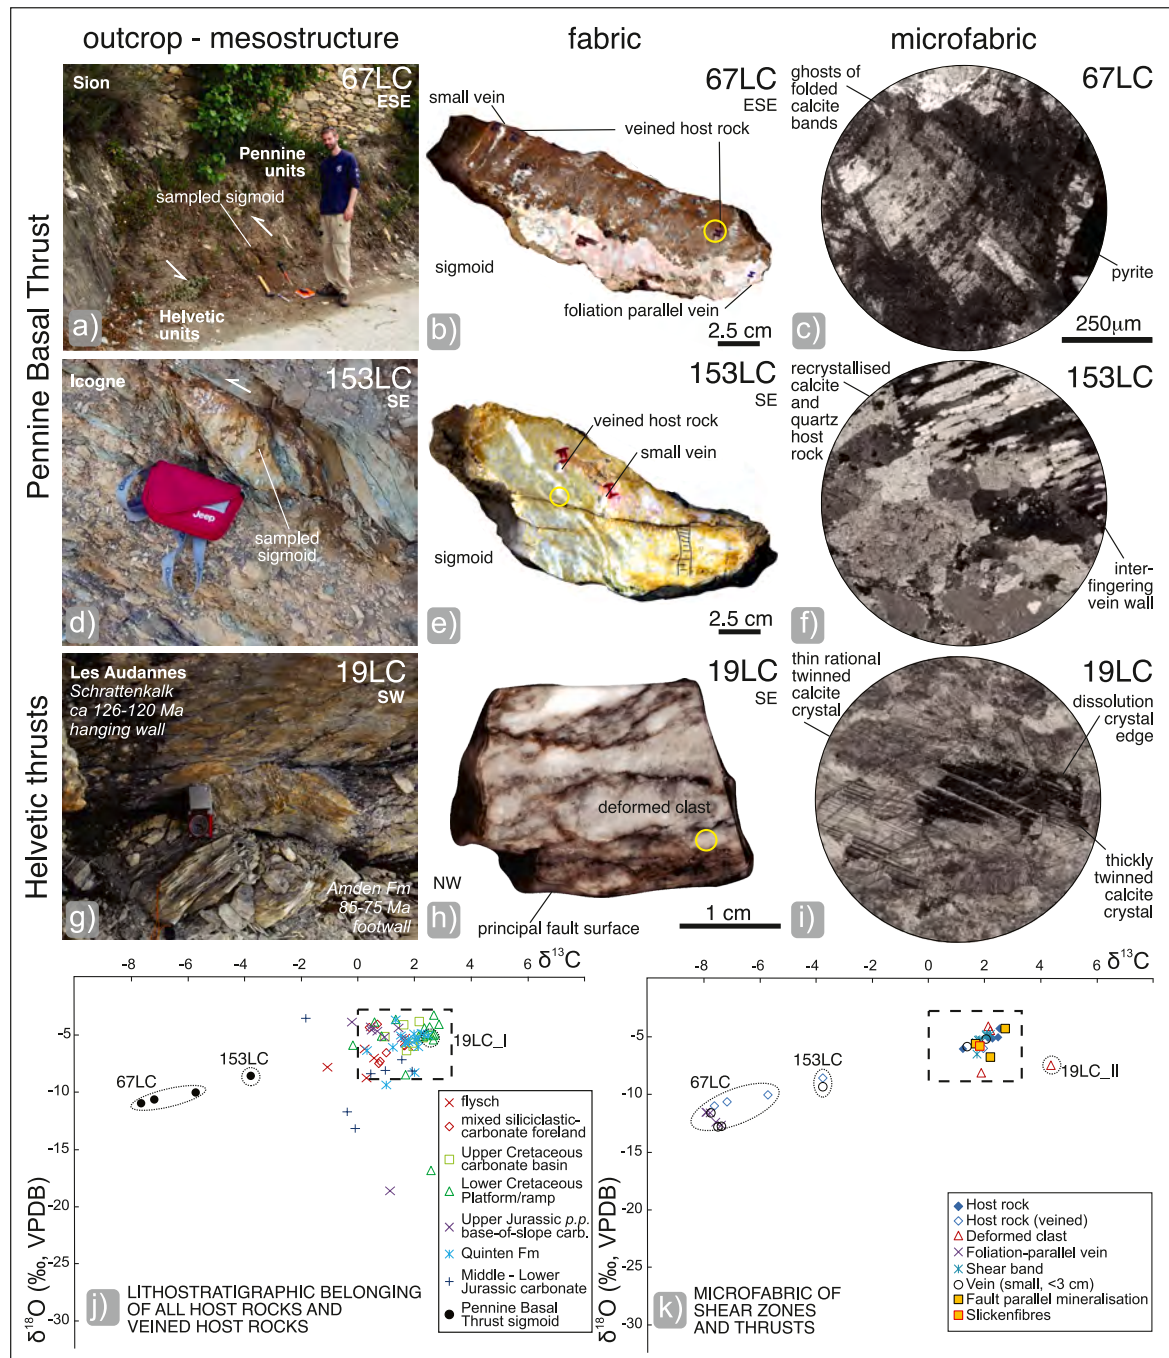 outcrop - mesostructure
fabric
microfabric
Pennine Basal Thrust
Helvetic thrusts
Sion
67LC
ESE
Pennine
units
sampled sigmoid
Helvetic
units
a)
67LC
ESE
small vein
veined host rock
sigmoid
foliation parallel vein
2.5 cm
b)
67LC
ghosts of
folded
calcite
bands
pyrite
250µm
c)
Icogne
153LC
SE
Jeep
sampled
sigmoid
d)
153LC
SE
veined host rock
small vein
sigmoid
2.5 cm
e)
153LC
recrystallised
calcite
and
quartz
host
rock
inter-
fingering
vein wall
f)
Les Audannes
Schrattenkalk
ca 126-120 Ma
hanging wall
19LC
SW
Amden Fm
85-75 Ma
footwall
g)
19LC
SE
deformed clast
NW
principal fault surface
1 cm
h)
19LC
thin rational
twinned
calcite
crystal
dissolution
crystal
edge
thickly
twinned
calcite
crystal
i)
-8 -6 -4 -2 0 2 4 6 δ13C
-5
-10
-15
-20
-25
-30
δ18O (‰, VPDB)
67LC
153LC
19LC_I
flysch
mixed siliciclastic-
carbonate foreland
Upper Cretaceous
carbonate basin
Lower Cretaceous
Platform/ramp
Upper Jurassic p.p.
base-of-slope carb.
Quinten Fm
Middle - Lower
Jurassic carbonate
Pennine Basal
Thrust sigmoid
j)
LITHOSTRATIGRAPHIC BELONGING
OF ALL HOST ROCKS AND
VEINED HOST ROCKS
-8 -6 -4 -2 0 2 4 6 δ13C
-5
-10
-15
-20
-25
-30
δ18O (‰, VPDB)
67LC
153LC
19LC_II
Host rock
Host rock (veined)
Deformed clast
Foliation-parallel vein
Shear band
Vein (small, <3 cm)
Fault parallel mineralisation
Slickenfibres
k)
MICROFABRIC OF
SHEAR ZONES
AND THRUSTS